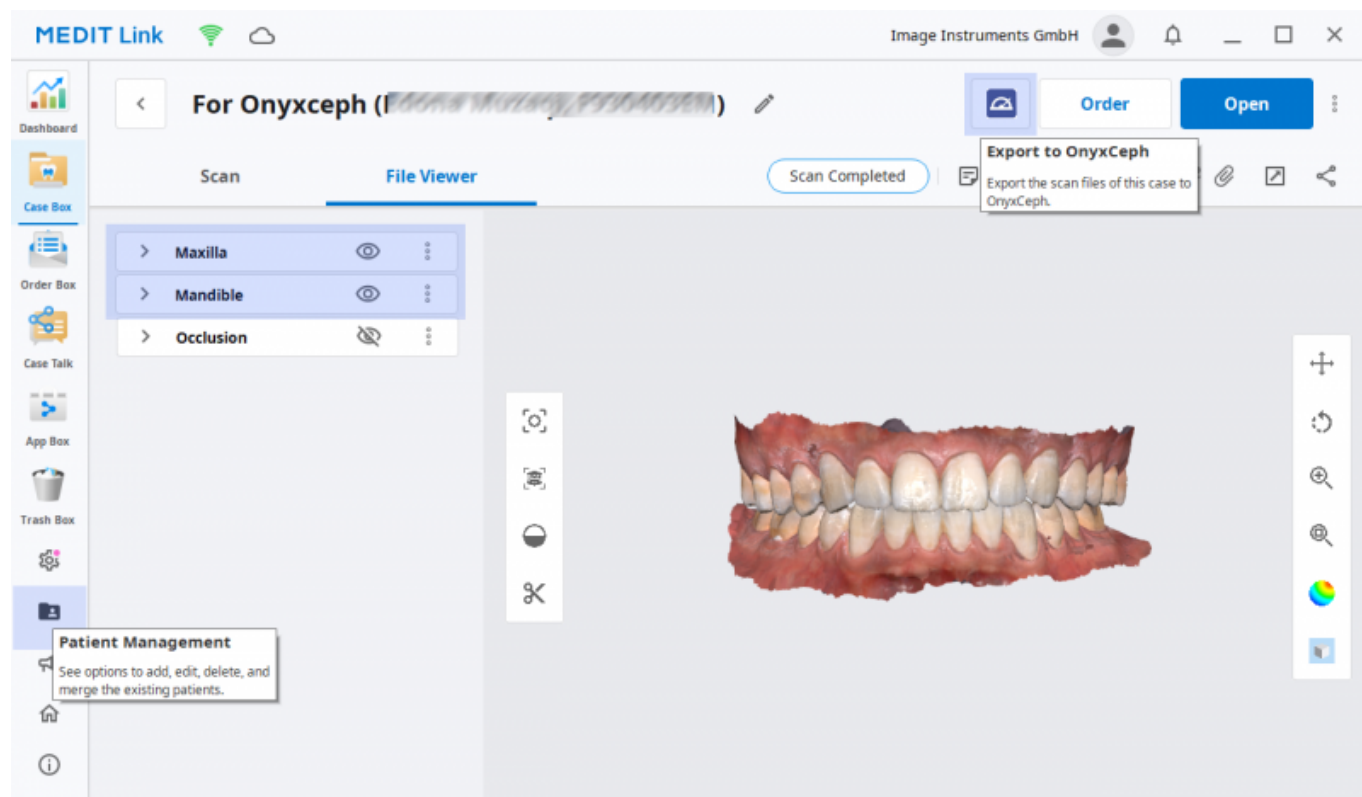 MEDIT Link
Image Instruments GmbH
Dashboard
For Onyxceph (
)
Order
Open
Export to OnyxCeph
Export the scan files of this case to
OnyxCeph.
Scan
File Viewer
Scan Completed
Case Box
Maxilla
Mandible
Occlusion
Order Box
Case Talk
App Box
Trash Box
Patient Management
See options to add, edit, delete, and
merge the existing patients.